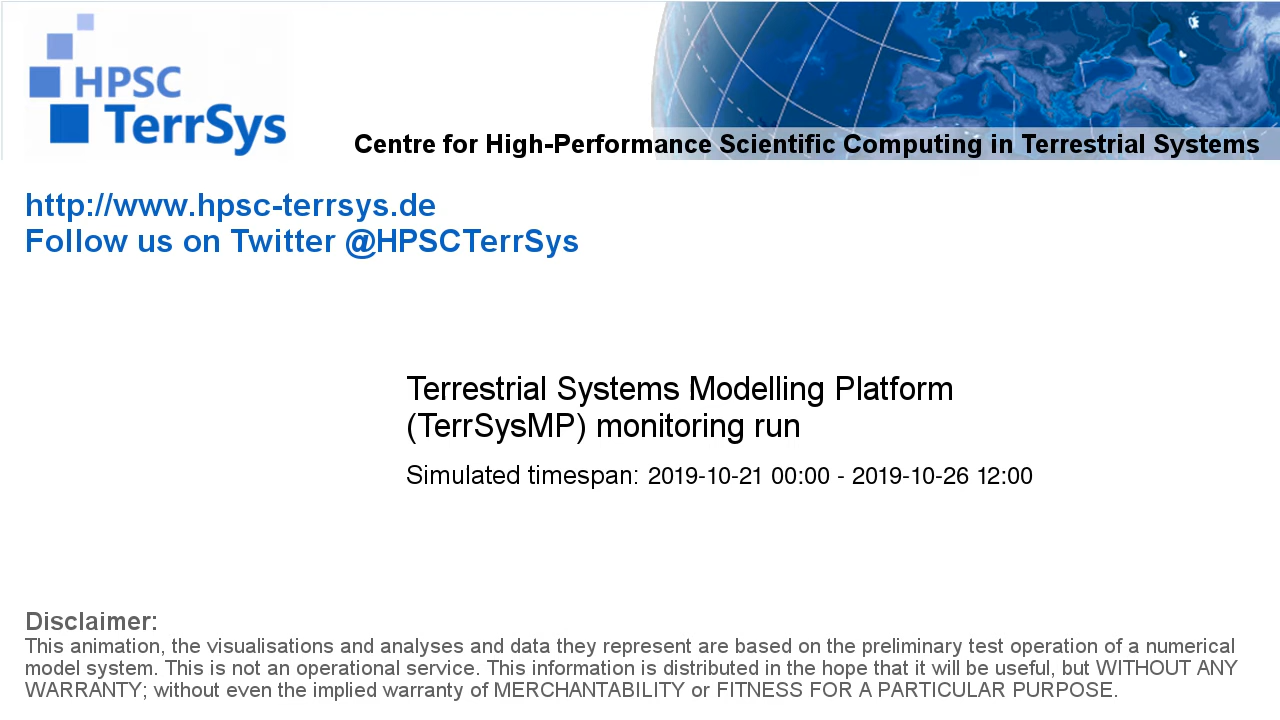 HPSC
TerrSys
Centre for High-Performance Scientific Computing in Terrestrial Systems
http://www.hpsc-terrsys.de
Follow us on Twitter @HPSCTerrSys
Terrestrial Systems Modelling Platform
(TerrSysMP) monitoring run
Simulated timespan: 2019-10-21 00:00 - 2019-10-26 12:00
Disclaimer:
This animation, the visualisations and analyses and data they represent are based on the preliminary test operation of a numerical
model system. This is not an operational service. This information is distributed in the hope that it will be useful, but WITHOUT ANY
WARRANTY; without even the implied warranty of MERCHANTABILITY or FITNESS FOR A PARTICULAR PURPOSE.